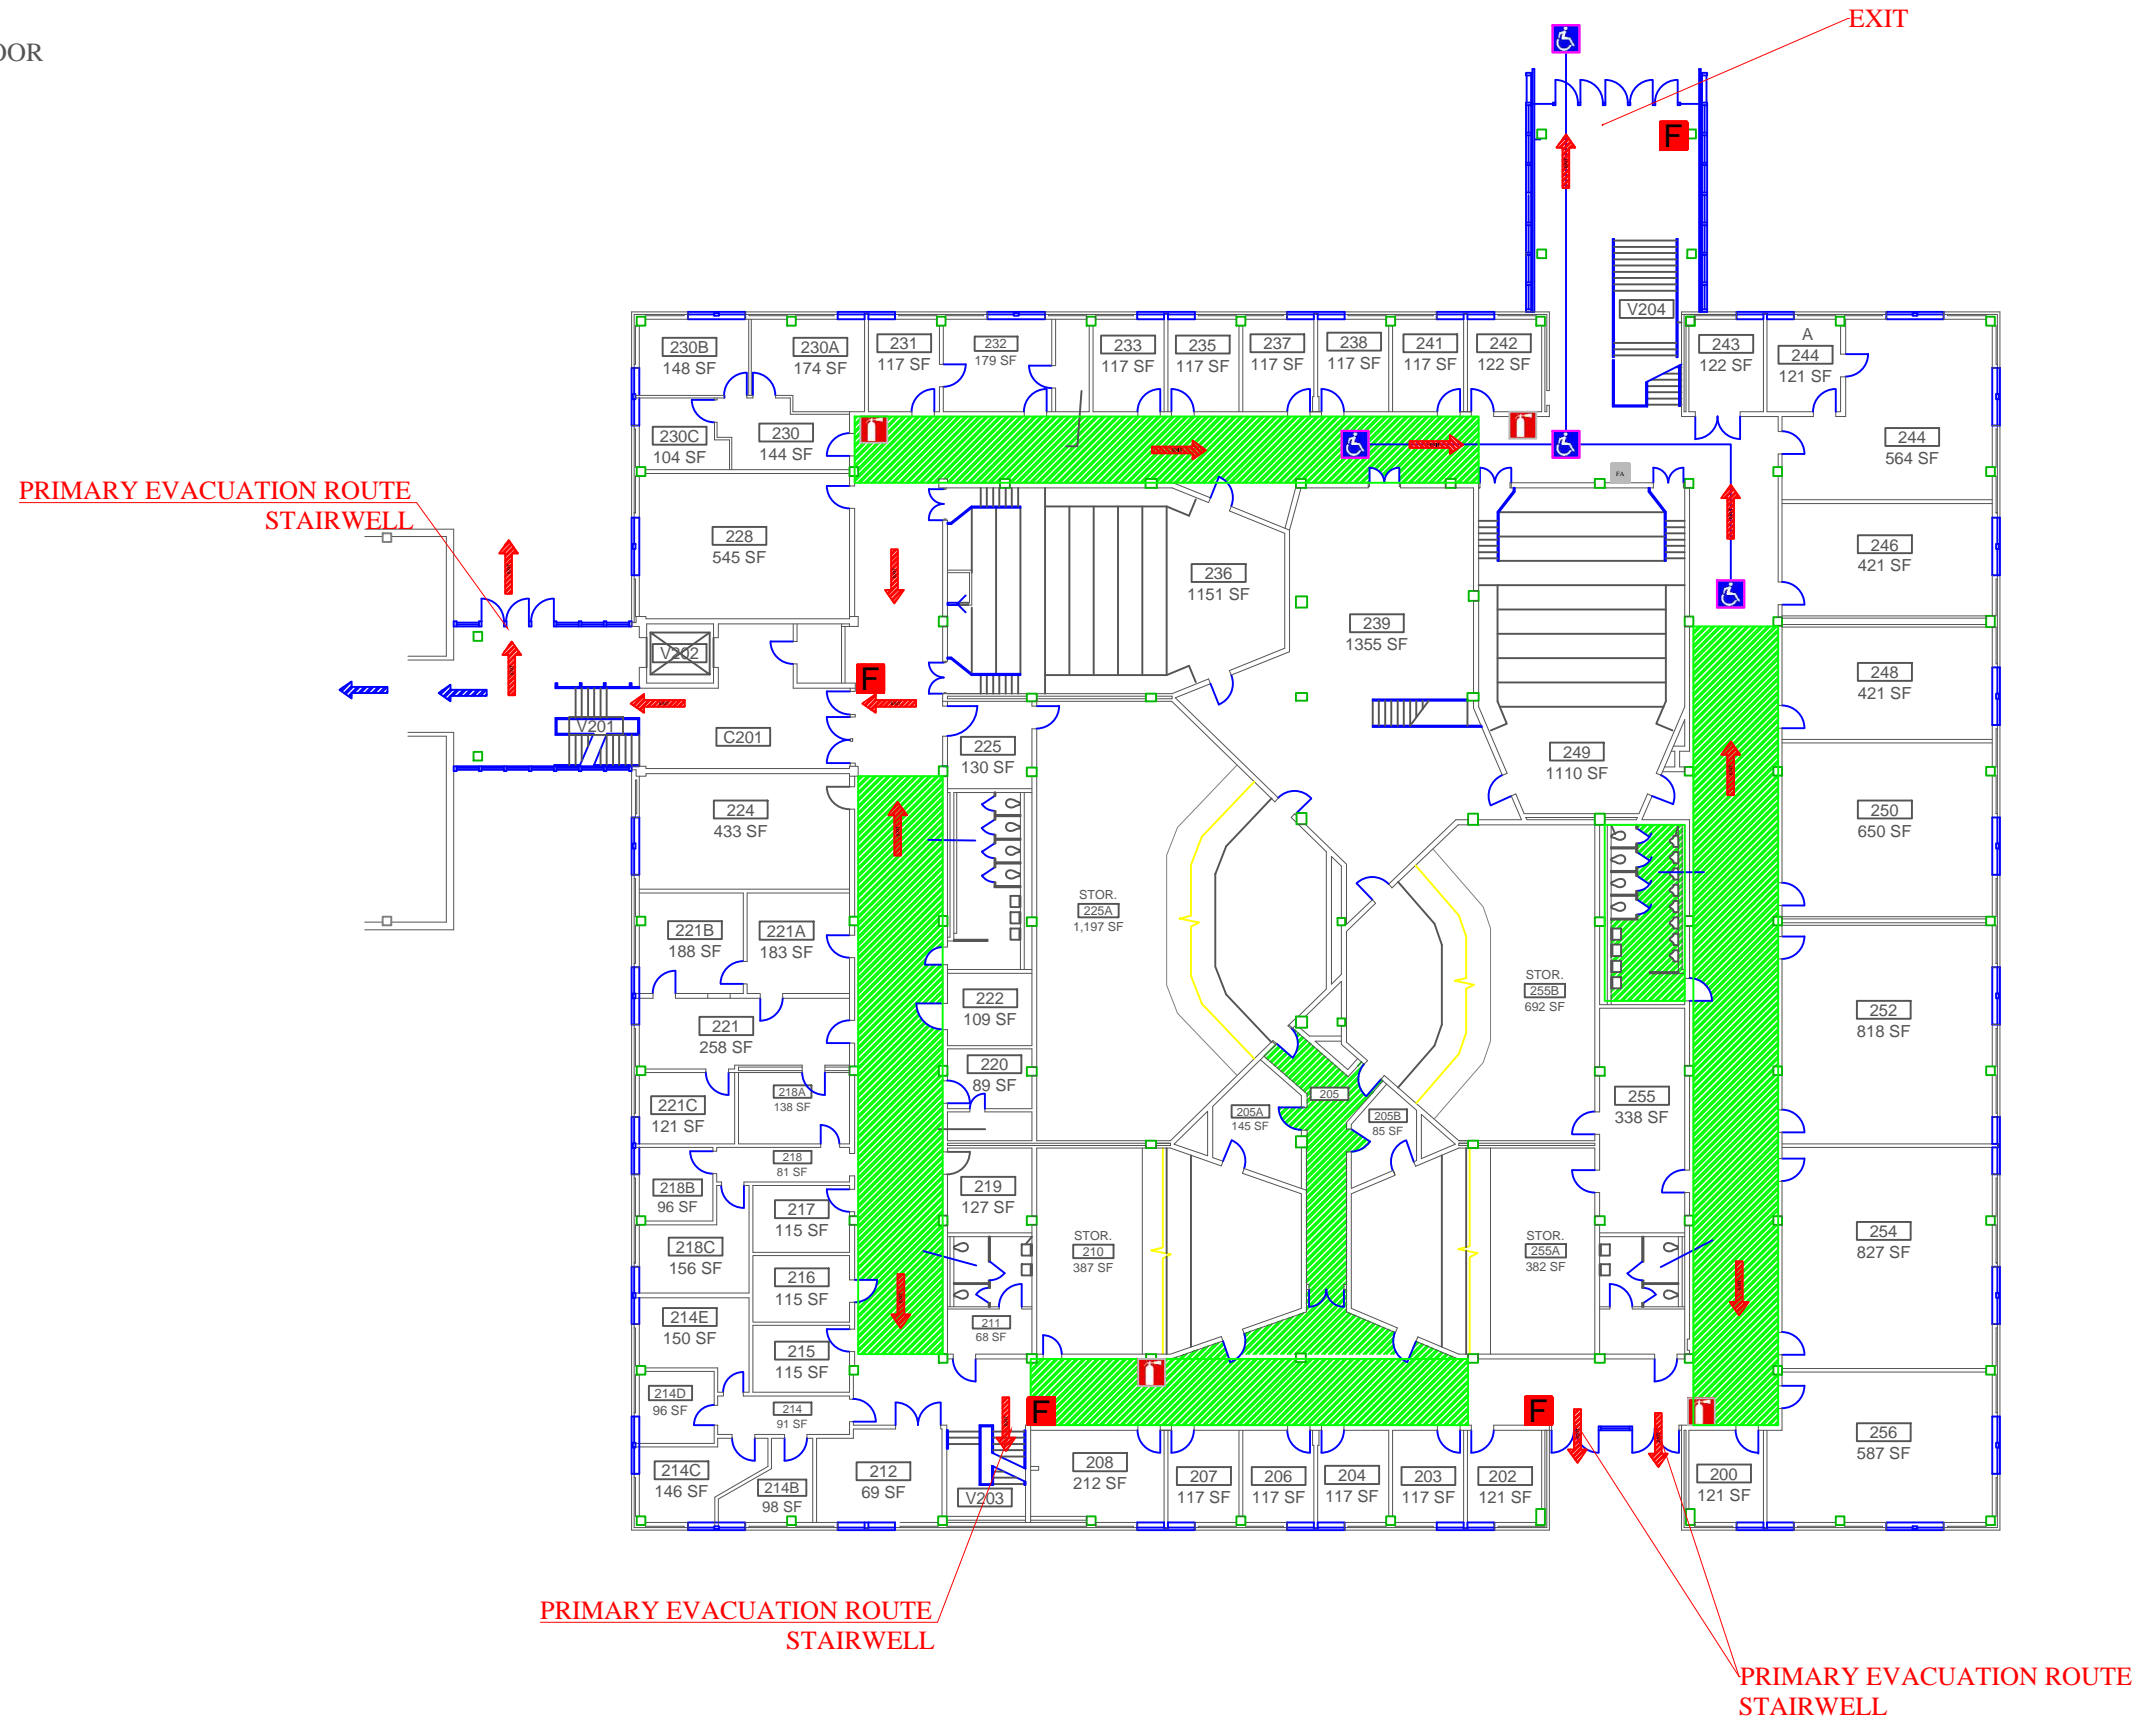 EXIT
OOR
F
V204
230B
148 SF
230A
174 SF
231
117 SF
232
179 SF
233
117 SF
235
117 SF
237
117 SF
238
117 SF
241
117 SF
242
122 SF
243
122 SF
A
244
121 SF
230C
104 SF
230
144 SF
244
564 SF
PRIMARY EVACUATION ROUTE
STAIRWELL
FA
228
545 SF
236
1151 SF
246
421 SF
239
1355 SF
V202
F
248
421 SF
V201
C201
225
130 SF
249
1110 SF
224
433 SF
250
650 SF
STOR.
225A
1,197 SF
221B
188 SF
221A
183 SF
STOR.
255B
692 SF
222
109 SF
252
818 SF
221
258 SF
220
89 SF
221C
121 SF
218A
138 SF
205
205A
145 SF
205B
85 SF
255
338 SF
218
81 SF
218B
96 SF
219
127 SF
217
115 SF
254
827 SF
218C
156 SF
STOR.
210
387 SF
STOR.
255A
382 SF
216
115 SF
214E
150 SF
211
68 SF
215
115 SF
214D
96 SF
214
91 SF
F
F
256
587 SF
214C
146 SF
214B
98 SF
212
69 SF
V203
208
212 SF
207
117 SF
206
117 SF
204
117 SF
203
117 SF
202
121 SF
200
121 SF
PRIMARY EVACUATION ROUTE
STAIRWELL
PRIMARY EVACUATION ROUTE
STAIRWELL